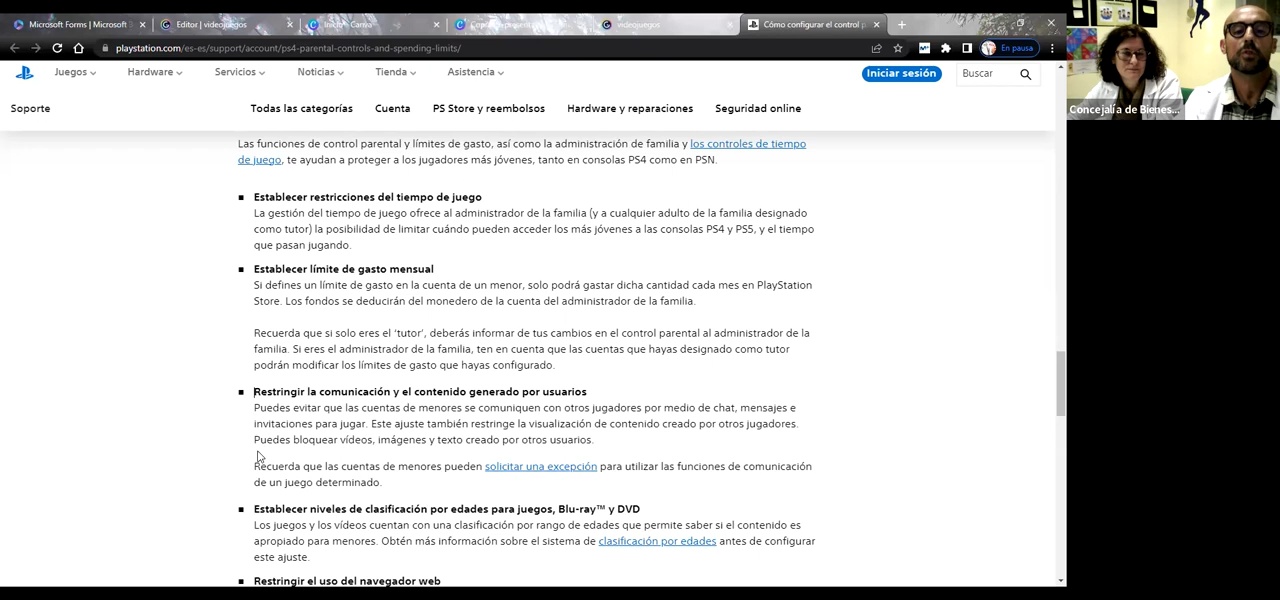 Microsoft Forms | Microsoft
Editor | videojuegos
Canva
videojuegos
Cómo configurar el control p
playstation.com/es-es/support/account/ps4-parental-controls-and-spending-limits/
En pausa
Juegos
Hardware
Servicios
Noticias
Tienda
Asistencia
Iniciar sesión
Buscar
Soporte
Todas las categorías
Cuenta
PS Store y reembolsos
Hardware y reparaciones
Seguridad online
Concejalía de Bienes...
Las funciones de control parental y límites de gasto, así como la administración de familia y los controles de tiempo
de juego, te ayudan a proteger a los jugadores más jóvenes, tanto en consolas PS4 como en PSN.
Establecer restricciones del tiempo de juego
La gestión del tiempo de juego ofrece al administrador de la familia (y a cualquier adulto de la familia designado
como tutor) la posibilidad de limitar cuándo pueden acceder los más jóvenes a las consolas PS4 y PS5, y el tiempo
que pasan jugando.
Establecer límite de gasto mensual
Si defines un límite de gasto en la cuenta de un menor, solo podrá gastar dicha cantidad cada mes en PlayStation
Store. Los fondos se deducirán del monedero de la cuenta del administrador de la familia.
Recuerda que si solo eres el ‘tutor’, deberás informar de tus cambios en el control parental al administrador de la
familia. Si eres el administrador de la familia, ten en cuenta que las cuentas que hayas designado como tutor
podrán modificar los límites de gasto que hayas configurado.
Restringir la comunicación y el contenido generado por usuarios
Puedes evitar que las cuentas de menores se comuniquen con otros jugadores por medio de chat, mensajes e
invitaciones para jugar. Este ajuste también restringe la visualización de contenido creado por otros jugadores.
Puedes bloquear vídeos, imágenes y texto creado por otros usuarios.
Recuerda que las cuentas de menores pueden solicitar una excepción para utilizar las funciones de comunicación
de un juego determinado.
Establecer niveles de clasificación por edades para juegos, Blu-ray™ y DVD
Los juegos y los vídeos cuentan con una clasificación por rango de edades que permite saber si el contenido es
apropiado para menores. Obtén más información sobre el sistema de clasificación por edades antes de configurar
este ajuste.
Restringir el uso del navegador web